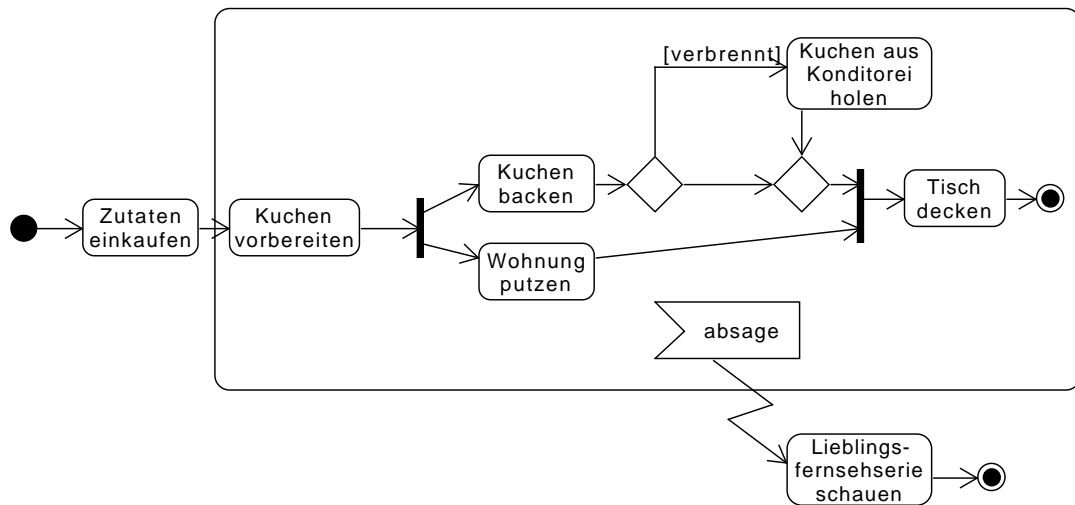 [verbrennt]
Kuchen aus
Konditorei
holen
Zutaten
einkaufen
Kuchen
vorbereiten
Kuchen
backen
Wohnung
putzen
Tisch
decken
absage
Lieblings-
fernsehserie
schauen